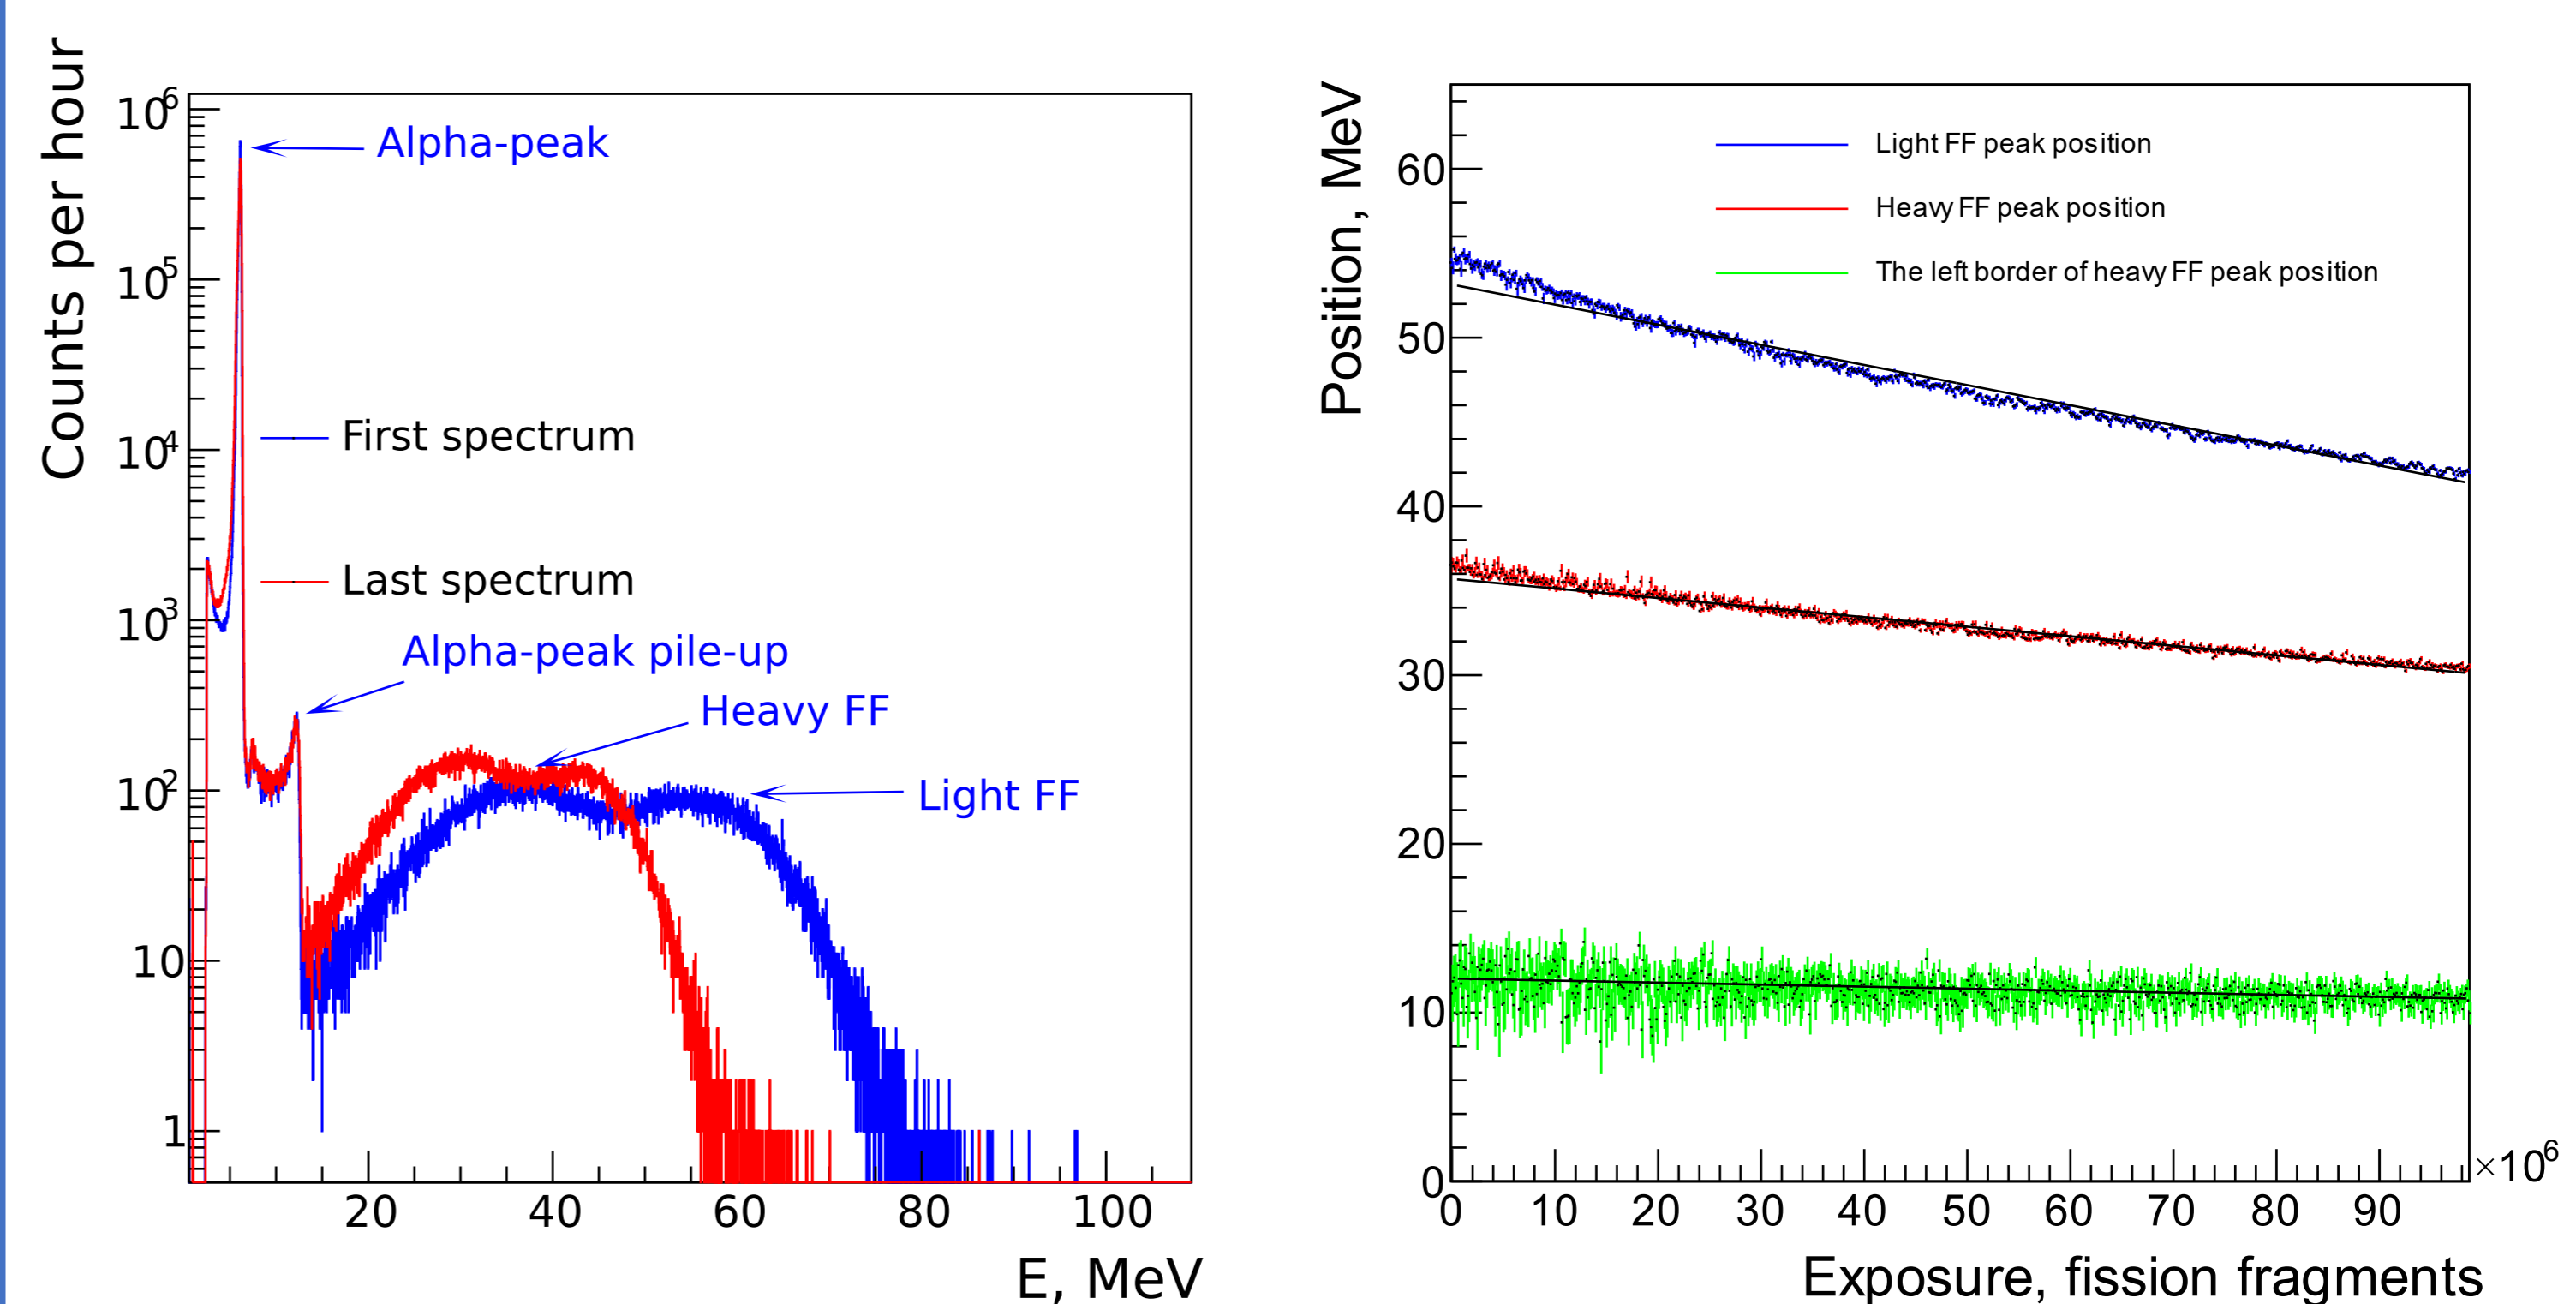 Counts per hour
10^6
10^5
10^4
10^3
10^2
10
1
Alpha-peak
First spectrum
Last spectrum
Alpha-peak pile-up
Heavy FF
Light FF
20 40 60 80 100
E, MeV
Position, MeV
60
50
40
30
20
10
0
Light FF peak position
Heavy FF peak position
The left border of heavy FF peak position
×10^6
0 10 20 30 40 50 60 70 80 90
Exposure, fission fragments